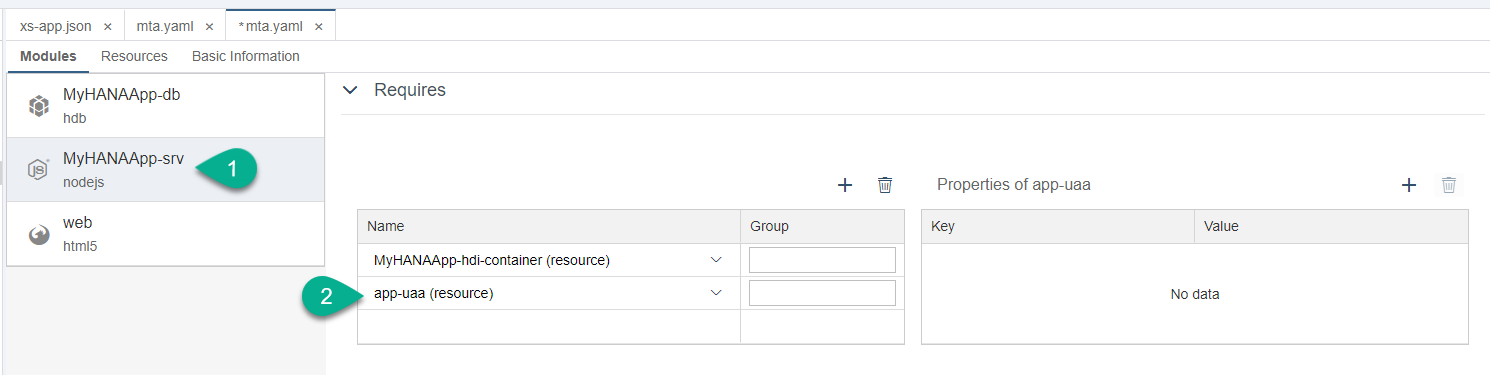 xs-app.json × mta.yaml × *mta.yaml ×
Modules Resources Basic Information
MyHANAApp-db
hdb
MyHANAApp-srv
nodejs
1
web
html5
Requires
+ Properties of app-uaa +
Name Group Key Value
MyHANAApp-hdi-container (resource)
2 app-uaa (resource)
No data